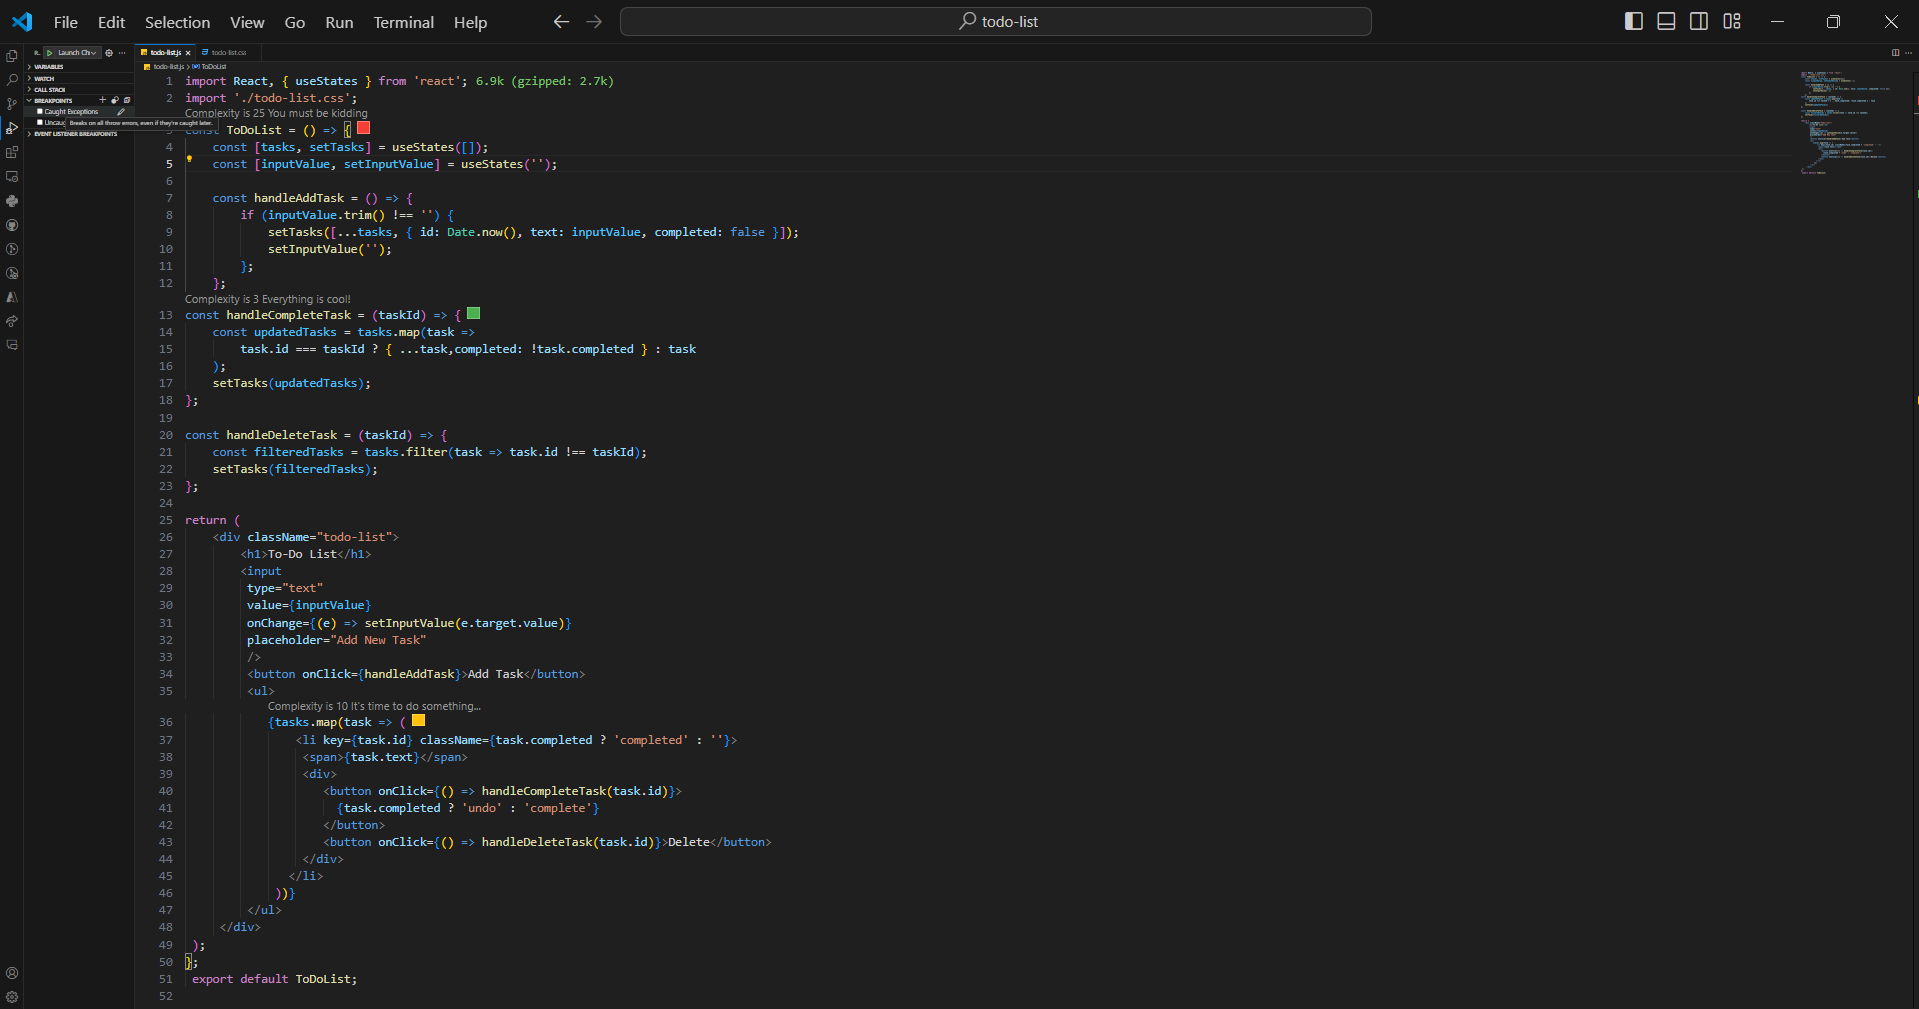 File Edit Selection View Go Run Terminal Help
todo-list
R.. Launch Ch
todo-list.js
todo-list.css
VARIABLES
WATCH
CALL STACK
BREAKPOINTS
Caught Exceptions
Uncau
Breaks on all throw errors, even if they're caught later.
EVENT LISTENER BREAKPOINTS
todo-list.js > ToDoList
1 import React, { useStates } from 'react'; 6.9k (gzipped: 2.7k)
2 import './todo-list.css';
Complexity is 25 You must be kidding
3 const ToDoList = () => {
4 const [tasks, setTasks] = useStates([]);
5 const [inputValue, setInputValue] = useStates('');
6
7 const handleAddTask = () => {
8 if (inputValue.trim() !== '') {
9 setTasks([...tasks, { id: Date.now(), text: inputValue, completed: false }]);
10 setInputValue('');
11 };
12 };
Complexity is 3 Everything is cool!
13 const handleCompleteTask = (taskId) => {
14 const updatedTasks = tasks.map(task =>
15 task.id === taskId ? { ...task,completed: !task.completed } : task
16 );
17 setTasks(updatedTasks);
18 };
19
20 const handleDeleteTask = (taskId) => {
21 const filteredTasks = tasks.filter(task => task.id !== taskId);
22 setTasks(filteredTasks);
23 };
24
25 return (
26 <div className="todo-list">
27 <h1>To-Do List</h1>
28 <input
29 type="text"
30 value={inputValue}
31 onChange={(e) => setInputValue(e.target.value)}
32 placeholder="Add New Task"
33 />
34 <button onClick={handleAddTask}>Add Task</button>
35 <ul>
Complexity is 10 It's time to do something...
36 {tasks.map(task => (
37 <li key={task.id} className={task.completed ? 'completed' : ''}>
38 <span>{task.text}</span>
39 <div>
40 <button onClick={() => handleCompleteTask(task.id)}>
41 {task.completed ? 'undo' : 'complete'}
42 </button>
43 <button onClick={() => handleDeleteTask(task.id)}>Delete</button>
44 </div>
45 </li>
46 ))}
47 </ul>
48 </div>
49 );
50 };
51 export default ToDoList;
52